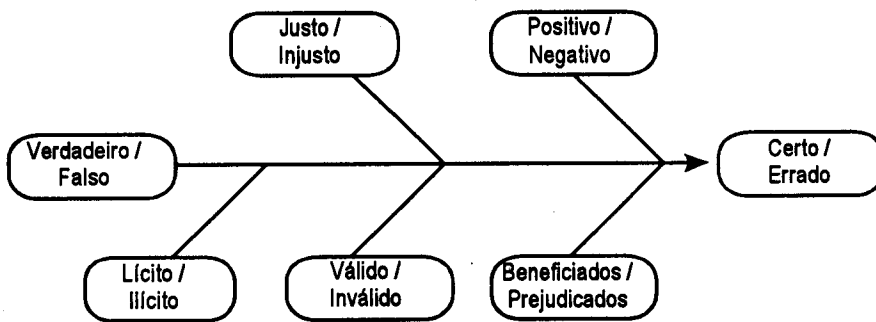 Justo /
Injusto
Positivo /
Negativo
Verdadeiro /
Falso
Certo /
Errado
Lícito /
Ilícito
Válido /
Inválido
Beneficiados /
Prejudicados